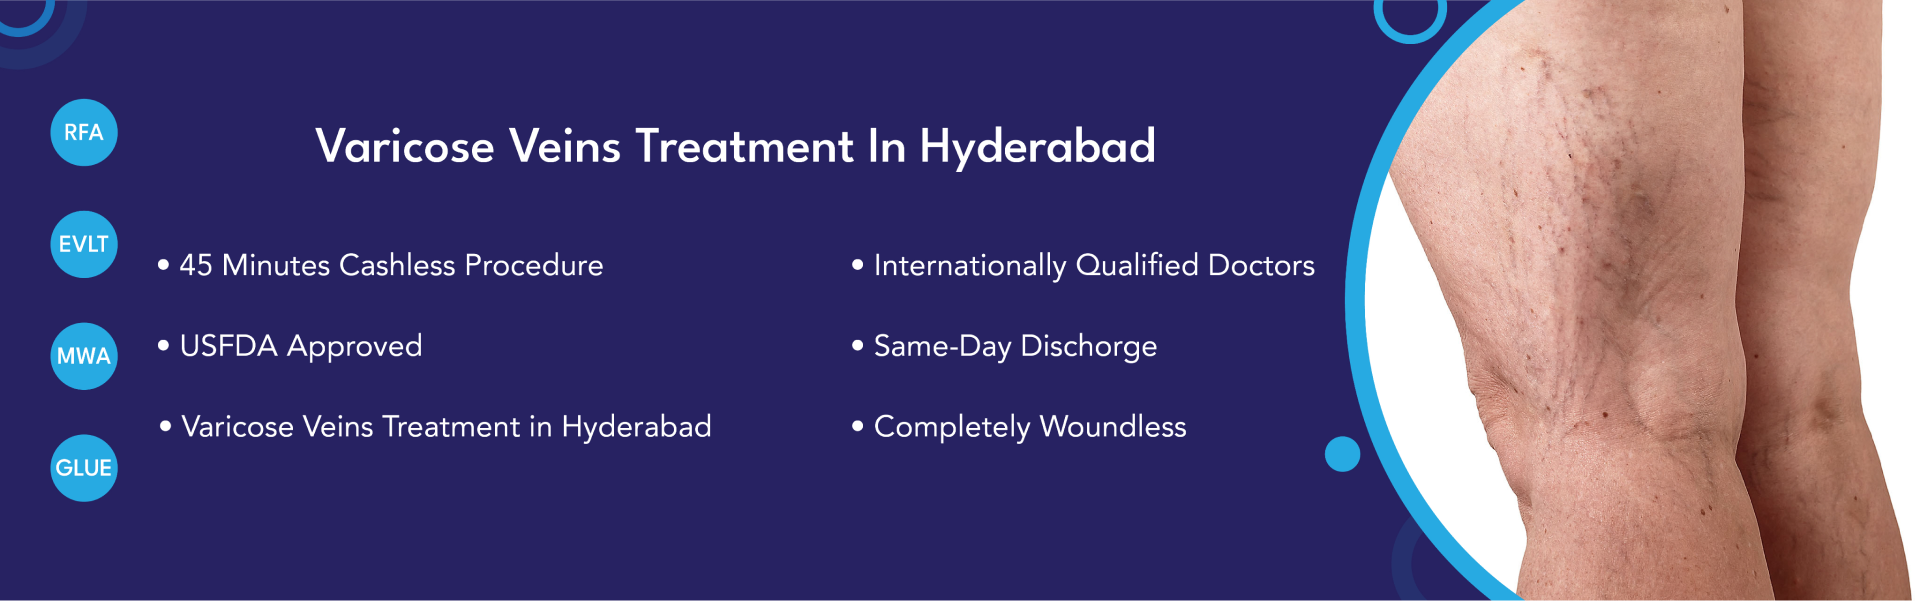 RFA
EVLT
MWA
GLUE
Varicose Veins Treatment In Hyderabad
• 45 Minutes Cashless Procedure
• USFDA Approved
• Varicose Veins Treatment in Hyderabad
• Internationally Qualified Doctors
• Same-Day Dischorge
• Completely Woundless